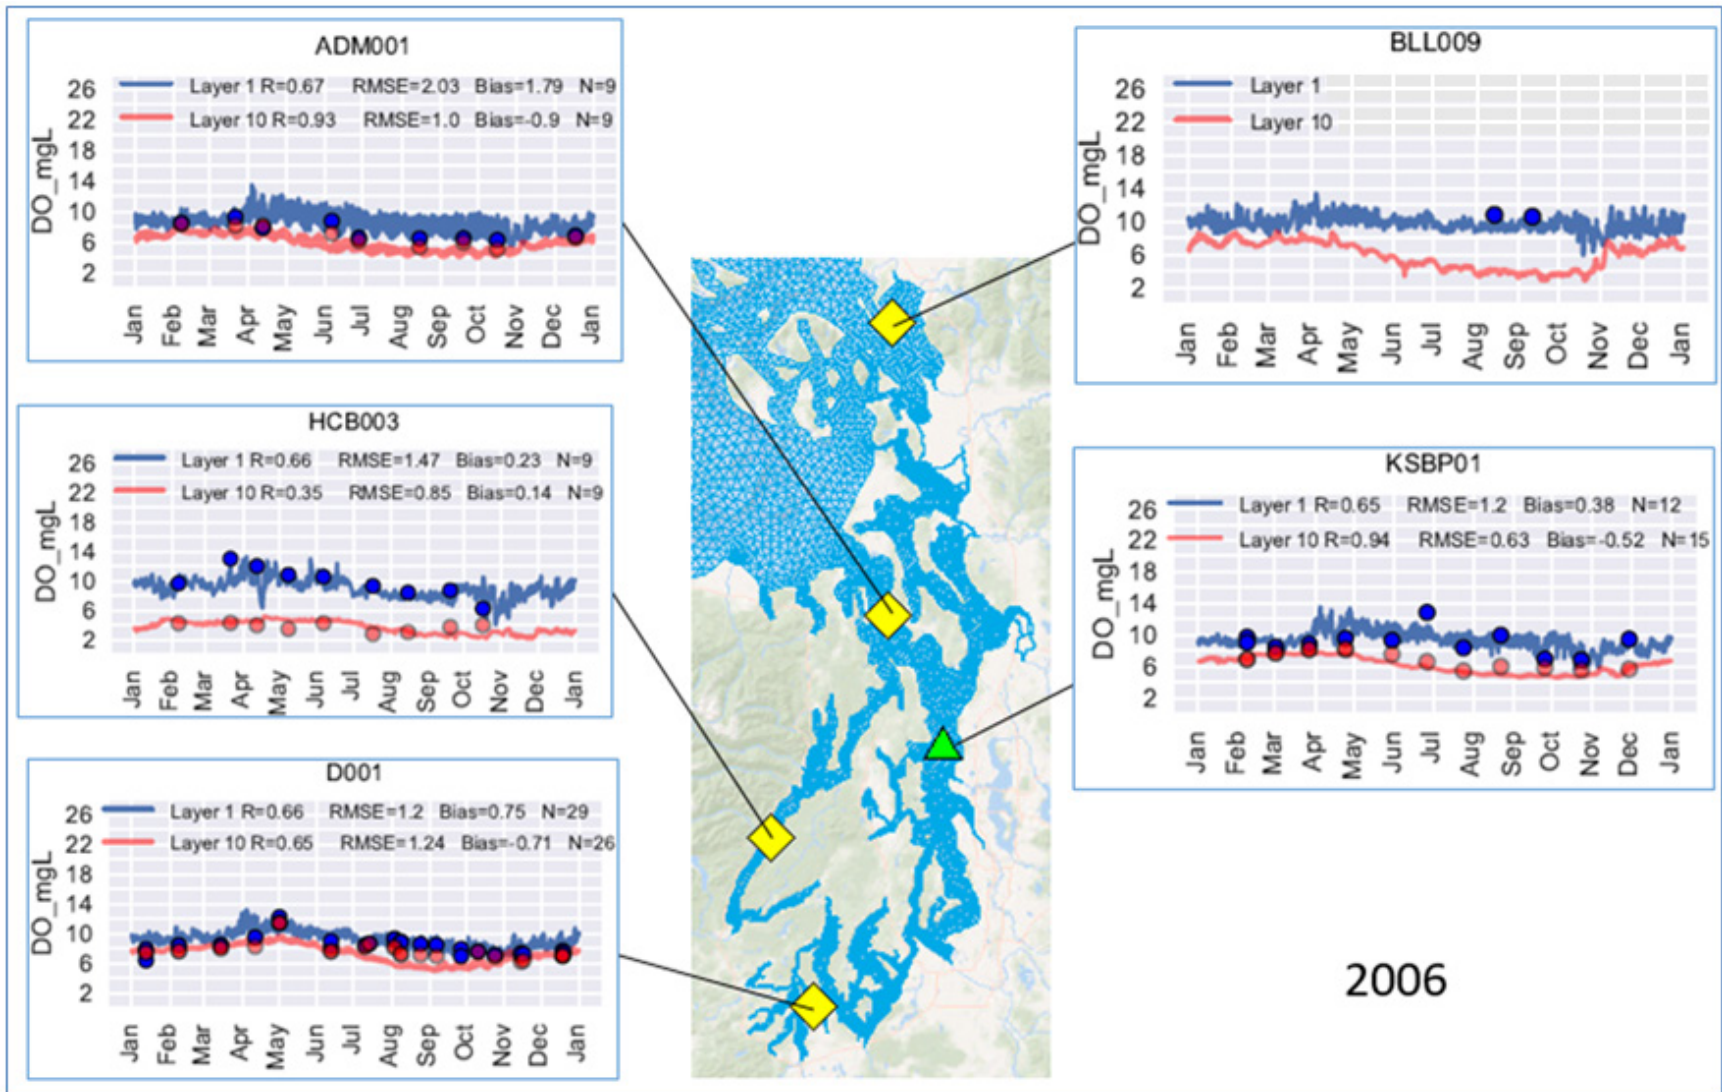 ADM001
Layer 1 R=0.67 RMSE=2.03 Bias=1.79 N=9
Layer 10 R=0.93 RMSE=1.0 Bias=-0.9 N=9
DO_mgL
26
22
18
14
10
6
2
Jan Feb Mar Apr May Jun Jul Aug Sep Oct Nov Dec Jan
BLL009
Layer 1
Layer 10
DO_mgL
26
22
18
14
10
6
2
Jan Feb Mar Apr May Jun Jul Aug Sep Oct Nov Dec Jan
HCB003
Layer 1 R=0.66 RMSE=1.47 Bias=0.23 N=9
Layer 10 R=0.35 RMSE=0.85 Bias=0.14 N=9
DO_mgL
26
22
18
14
10
6
2
Jan Feb Mar Apr May Jun Jul Aug Sep Oct Nov Dec Jan
KSBP01
Layer 1 R=0.65 RMSE=1.2 Bias=0.38 N=12
Layer 10 R=0.94 RMSE=0.63 Bias=-0.52 N=15
DO_mgL
26
22
18
14
10
6
2
Jan Feb Mar Apr May Jun Jul Aug Sep Oct Nov Dec Jan
D001
Layer 1 R=0.66 RMSE=1.2 Bias=0.75 N=29
Layer 10 R=0.65 RMSE=1.24 Bias=-0.71 N=26
DO_mgL
26
22
18
14
10
6
2
Jan Feb Mar Apr May Jun Jul Aug Sep Oct Nov Dec Jan
2006